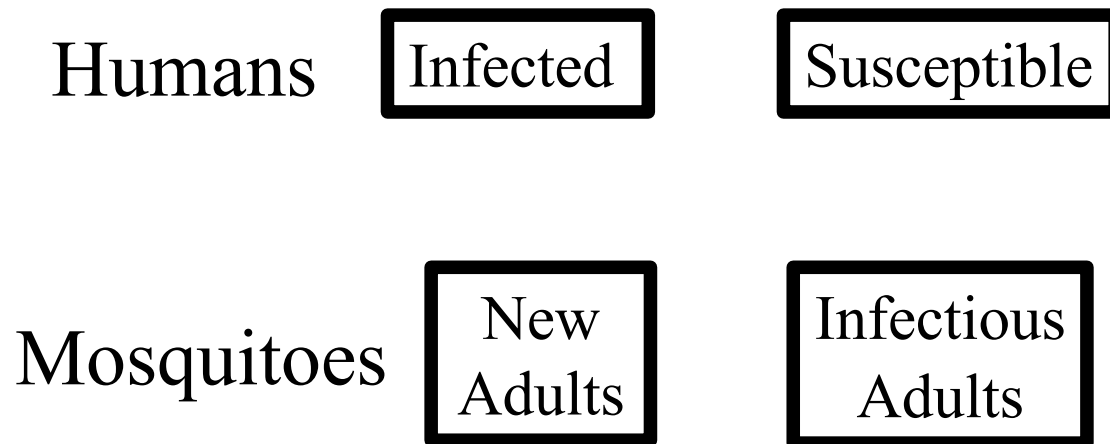 Humans
Infected
Susceptible
Mosquitoes
New
Adults
Infectious
Adults